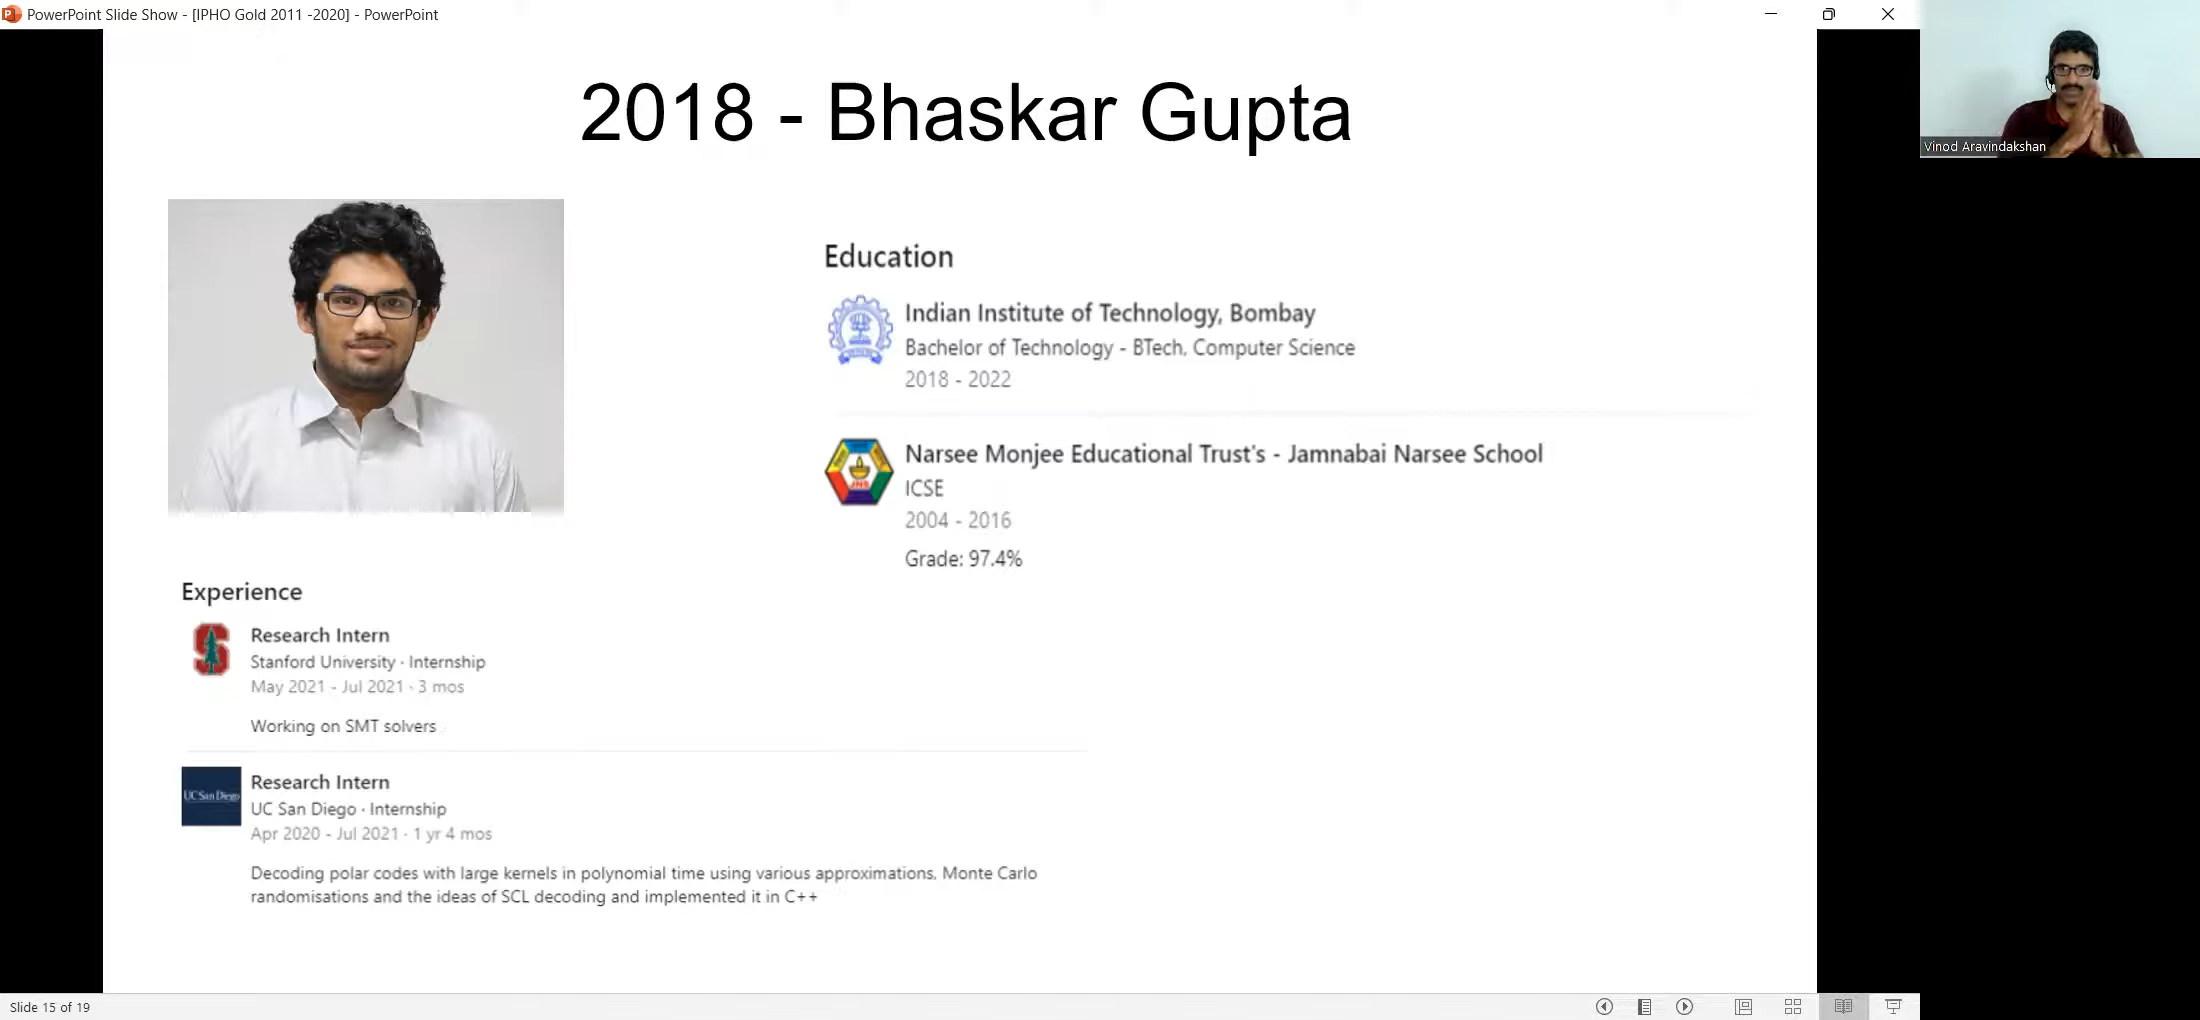 PowerPoint Slide Show - [IPHO Gold 2011 -2020] - PowerPoint
Vinod Aravindakshan
2018 - Bhaskar Gupta
Education
Indian Institute of Technology, Bombay
Bachelor of Technology - BTech, Computer Science
2018 - 2022
Narsee Monjee Educational Trust's - Jamnabai Narsee School
ICSE
2004 - 2016
Grade: 97.4%
JNS
Experience
Research Intern
Stanford University · Internship
May 2021 - Jul 2021 · 3 mos
Working on SMT solvers
UC San Diego
Research Intern
UC San Diego · Internship
Apr 2020 - Jul 2021 · 1 yr 4 mos
Decoding polar codes with large kernels in polynomial time using various approximations, Monte Carlo
randomisations and the ideas of SCL decoding and implemented it in C++
Slide 15 of 19